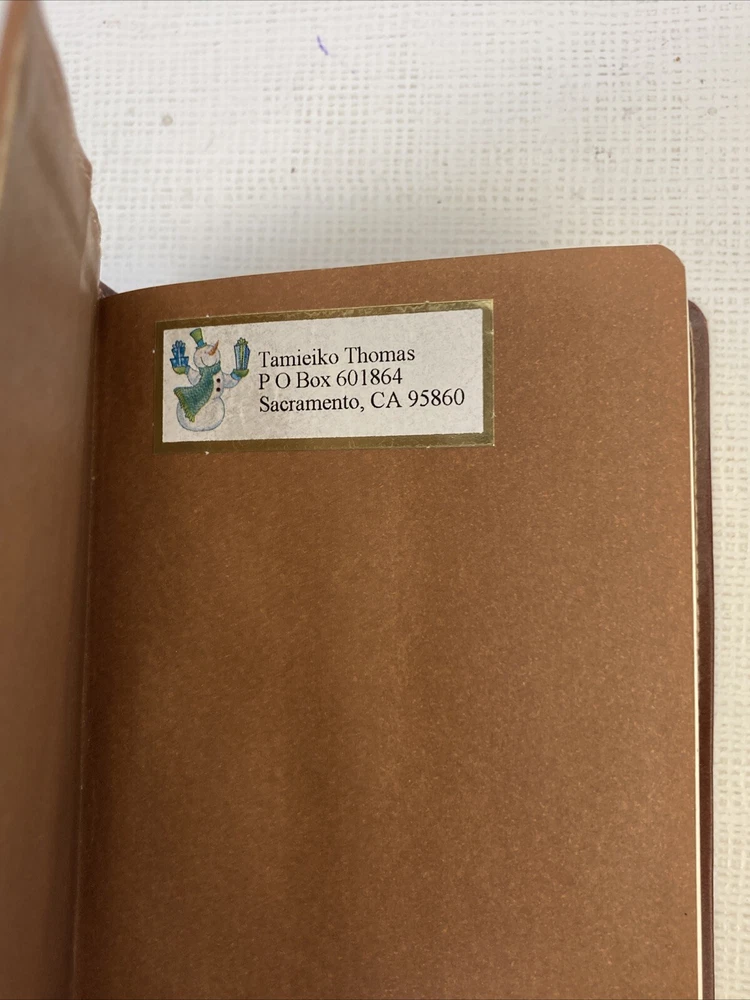 Tamieiko Thomas
P O Box 601864
Sacramento, CA 95860